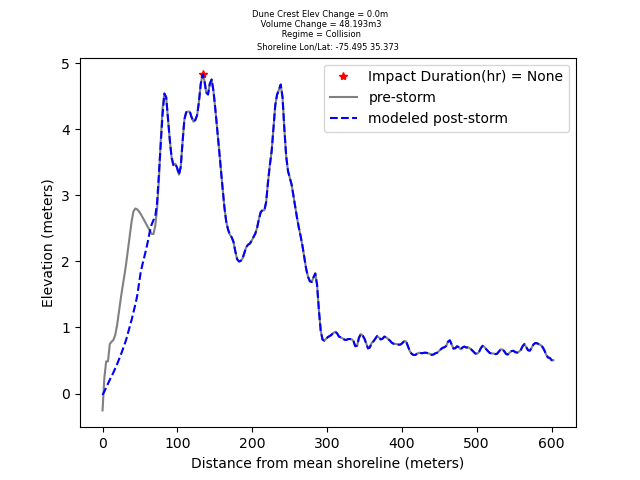 Dune Crest Elev Change = 0.0m
Volume Change = 48.193m3
Regime = Collision
Shoreline Lon/Lat: -75.495 35.373
Impact Duration(hr) = None
pre-storm
modeled post-storm
5
4
3
2
1
0
Elevation (meters)
0 100 200 300 400 500 600
Distance from mean shoreline (meters)